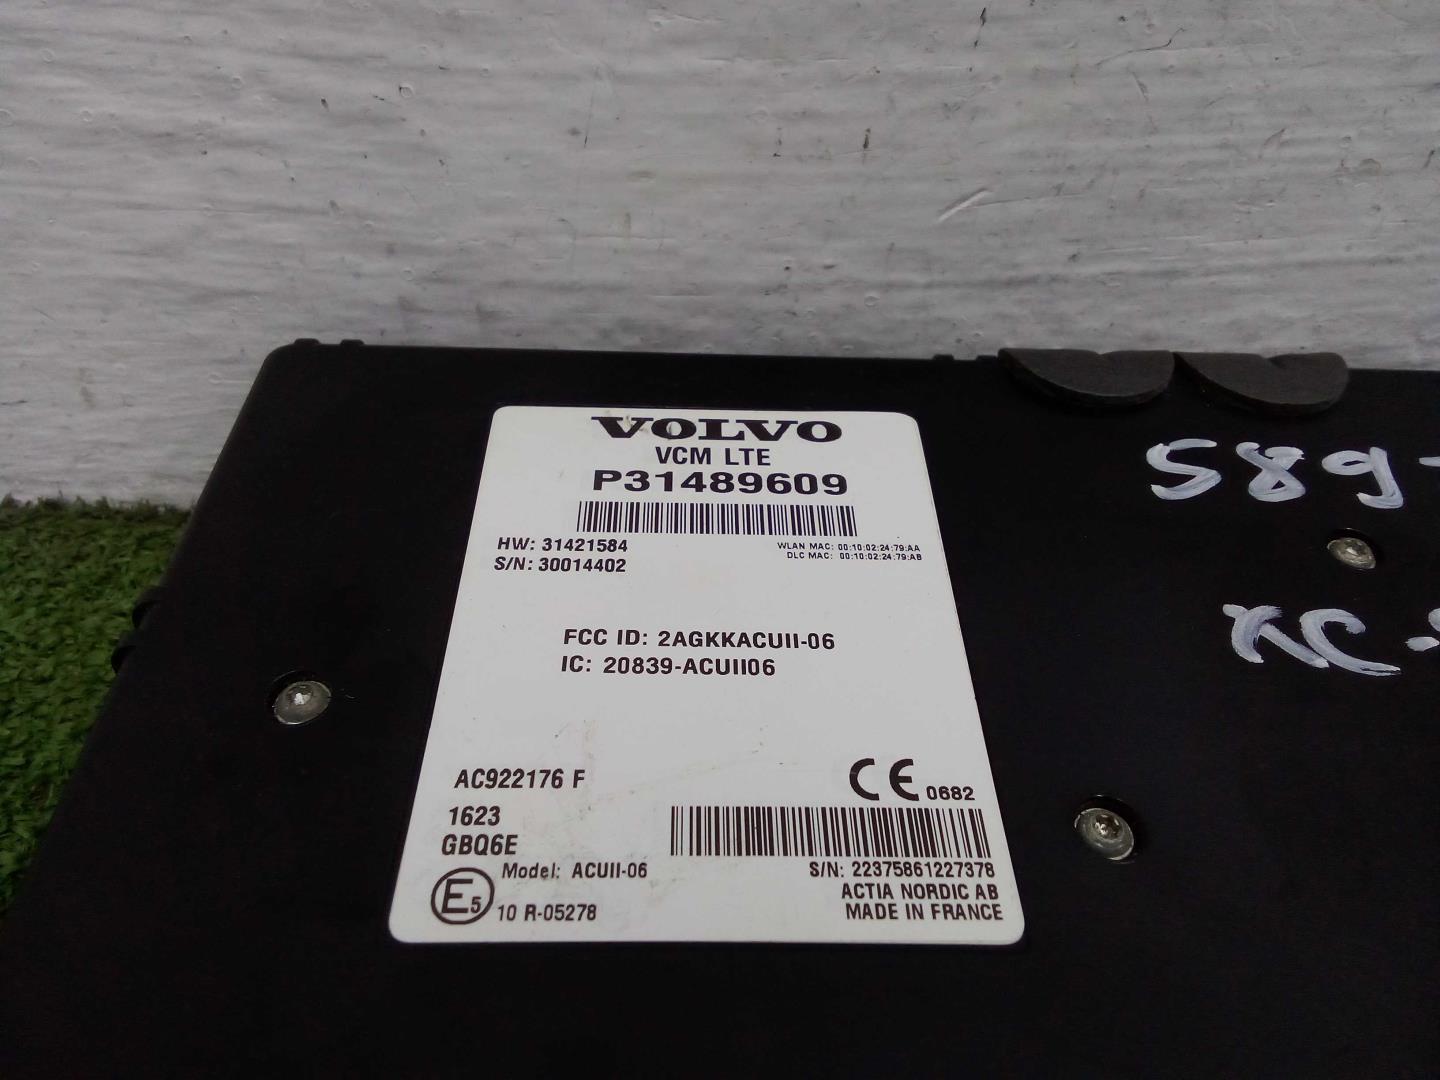 VOLVO
VCM LTE
P31489609
HW: 31421584
S/N: 30014402
WLAN MAC: 00:10:02:24:79:AA
DLC MAC: 00:10:02:24:79:AB
FCC ID: 2AGKKACUII-06
IC: 20839-ACUII06
AC922176 F
CE 0682
1623
GBQ6E
Model: ACUII-06
E5
10 R-05278
S/N: 22375861227378
ACTIA NORDIC AB
MADE IN FRANCE
589-
XC-